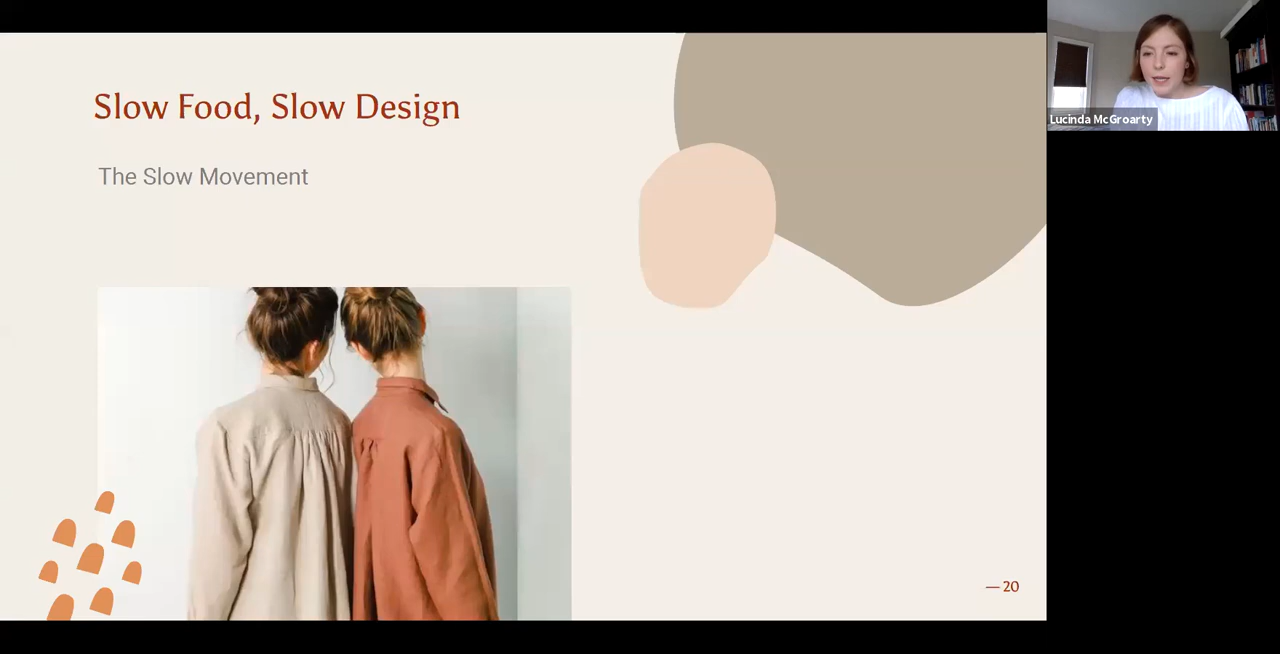 Slow Food, Slow Design
The Slow Movement
Lucinda McGroarty
— 20